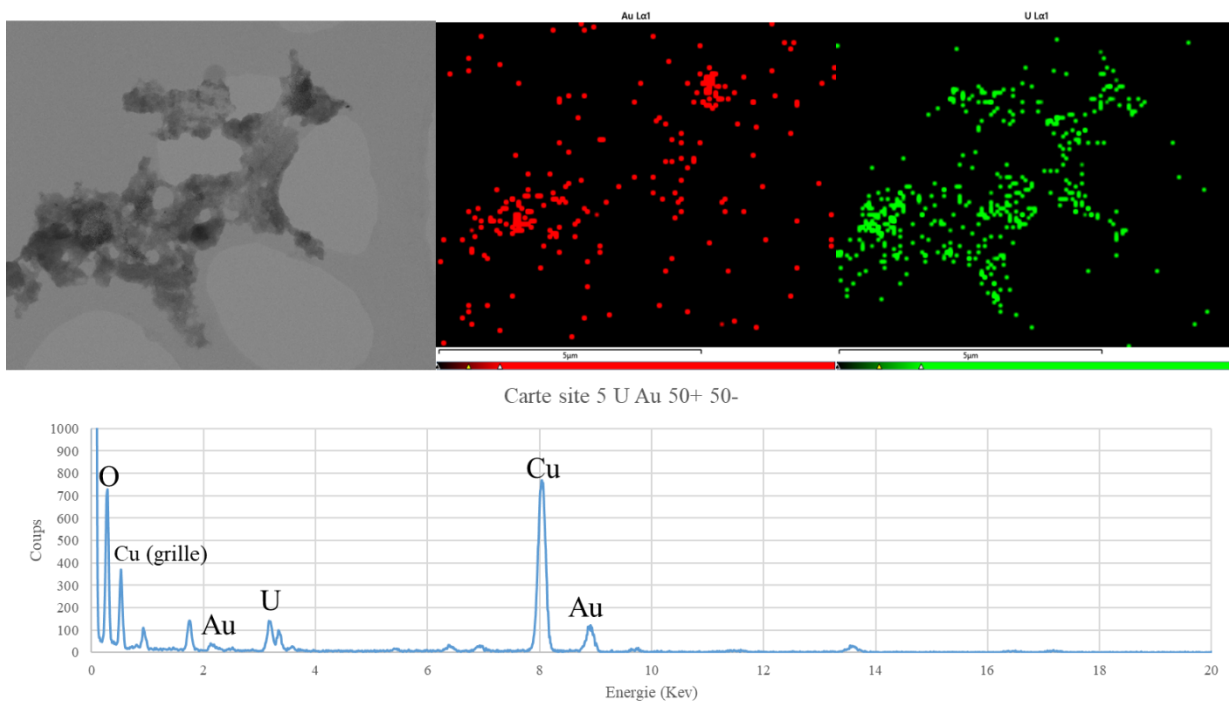 Au Lα1
U Lα1
5µm
5µm
Carte site 5 U Au 50+ 50-
1000
900
800
700
600
500
400
300
200
100
0
Coups
O
Cu (grille)
Au
U
Cu
Au
0
2
4
6
8
10
12
14
16
18
20
Energie (Kev)